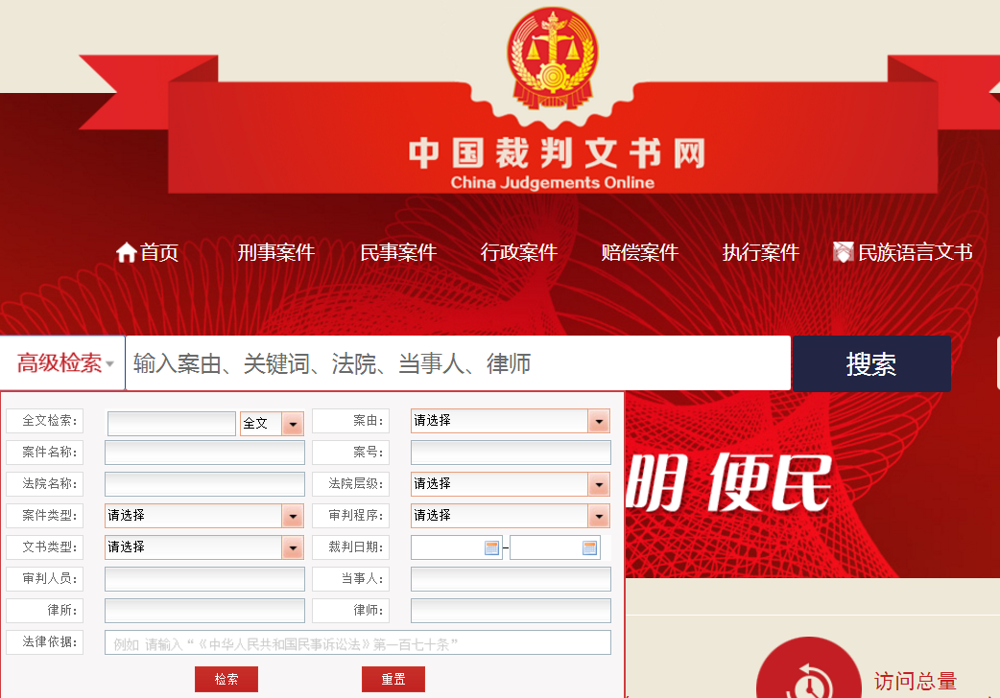 中国裁判文书网
China Judgements Online
首页 刑事案件 民事案件 行政案件 赔偿案件 执行案件 民族语言文书
高级检索 输入案由、关键词、法院、当事人、律师 搜索
全文检索: 全文 案由: 请选择
案件名称: 案号:
法院名称: 法院层级: 请选择
明 便民
案件类型: 请选择 审判程序: 请选择
文书类型: 请选择 裁判日期: -
审判人员: 当事人:
律所: 律师:
法律依据: 例如 请输入“《中华人民共和国民事诉讼法》第一百七十条”
检索 重置
访问总量